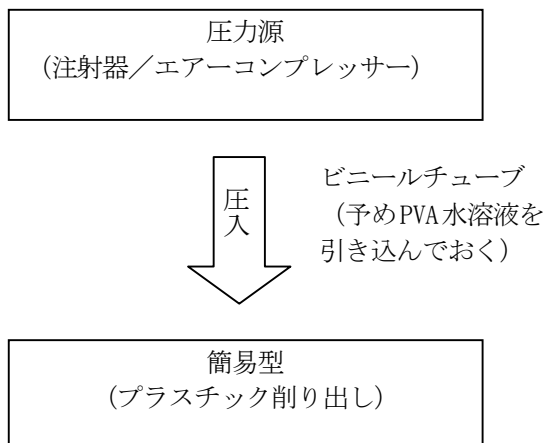 圧力源
（注射器／エアーコンプレッサー）
圧入
ビニールチューブ
（予めPVA水溶液を
引き込んでおく）
簡易型
（プラスチック削り出し）